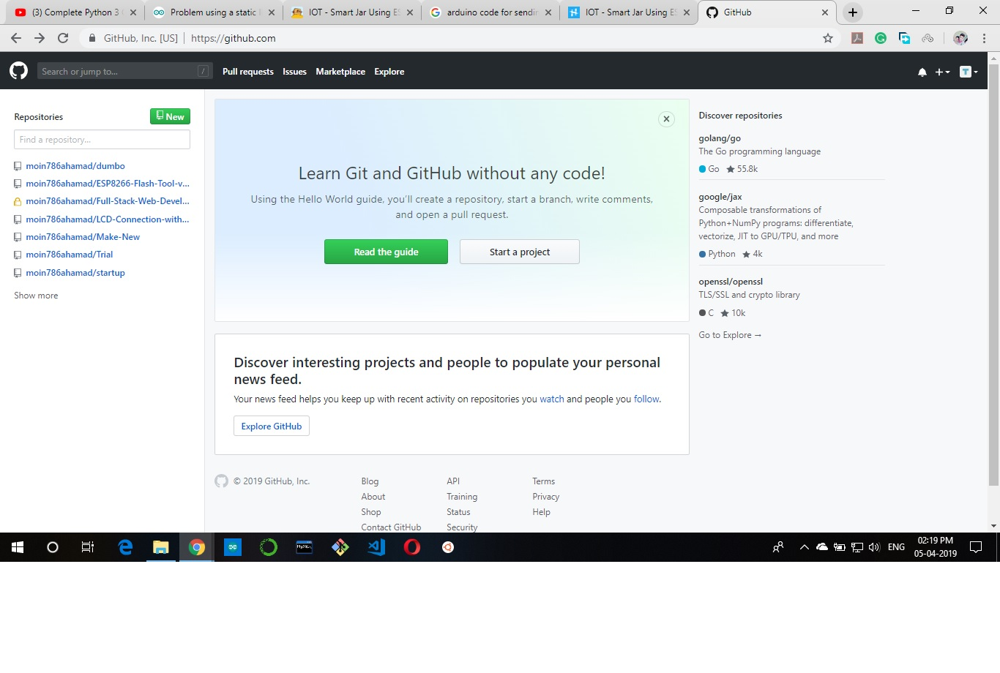 (3) Complete Python 3
Problem using a static
IOT - Smart Jar Using ES
arduino code for sendin
IOT - Smart Jar Using ES
GitHub
GitHub, Inc. [US] | https://github.com
Search or jump to... /
Pull requests Issues Marketplace Explore
T
Repositories
New
Find a repository...
moin786ahamad/dumbo
moin786ahamad/ESP8266-Flash-Tool-v...
moin786ahamad/Full-Stack-Web-Devel...
moin786ahamad/LCD-Connection-with...
moin786ahamad/Make-New
moin786ahamad/Trial
moin786ahamad/startup
Show more
Learn Git and GitHub without any code!
Using the Hello World guide, you’ll create a repository, start a branch, write comments,
and open a pull request.
Read the guide
Start a project
Discover interesting projects and people to populate your personal
news feed.
Your news feed helps you keep up with recent activity on repositories you watch and people you follow.
Explore GitHub
Discover repositories
golang/go
The Go programming language
Go 55.8k
google/jax
Composable transformations of
Python+NumPy programs: differentiate,
vectorize, JIT to GPU/TPU, and more
Python 4k
openssl/openssl
TLS/SSL and crypto library
C 10k
Go to Explore →
© 2019 GitHub, Inc.
Blog
About
Shop
Contact GitHub
API
Training
Status
Security
Terms
Privacy
Help
MySQL
ENG
02:19 PM
05-04-2019